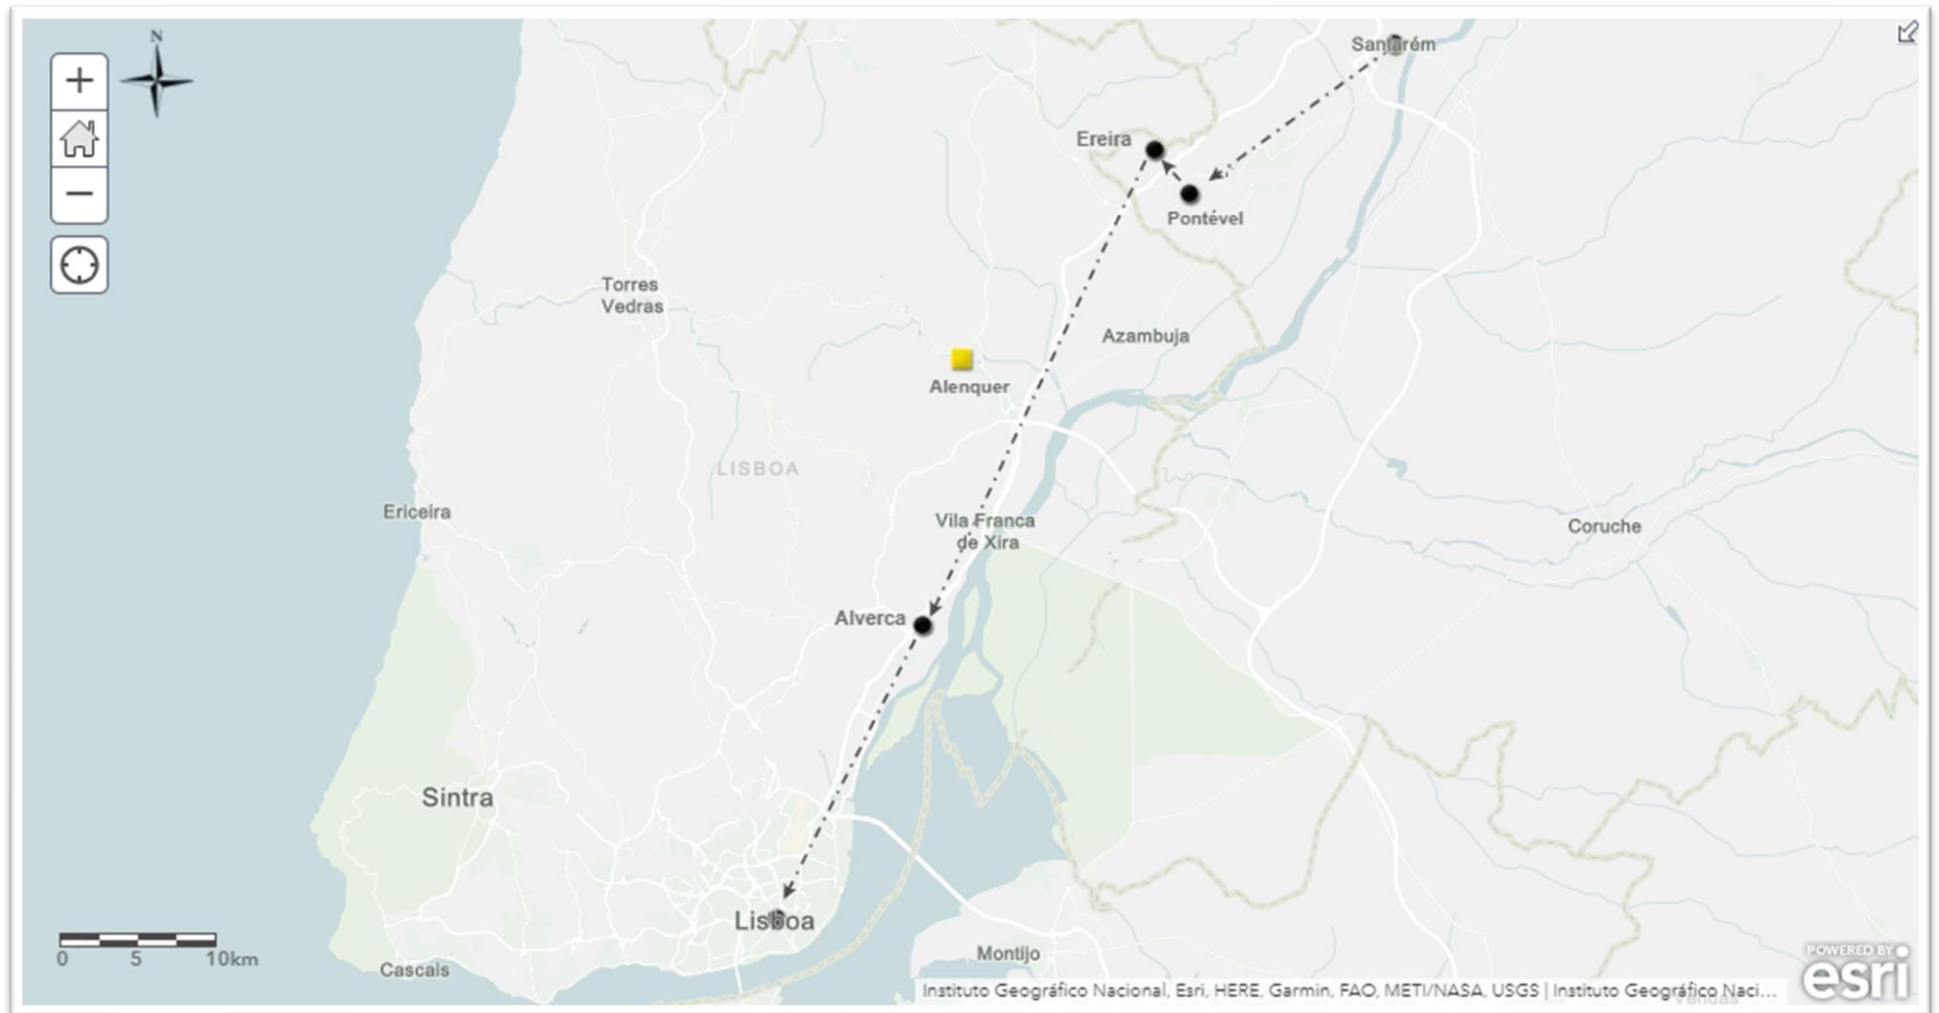 N
Santarém
Ereira
Pontével
Torres
Vedras
Azambuja
Alenquer
LISBOA
Ericeira
Vila Franca
de Xira
Coruche
Alverca
Sintra
Lisboa
Montijo
Cascais
0 5 10km
POWERED BY
esri
Instituto Geográfico Nacional, Esri, HERE, Garmin, FAO, METI/NASA, USGS | Instituto Geográfico Naci...